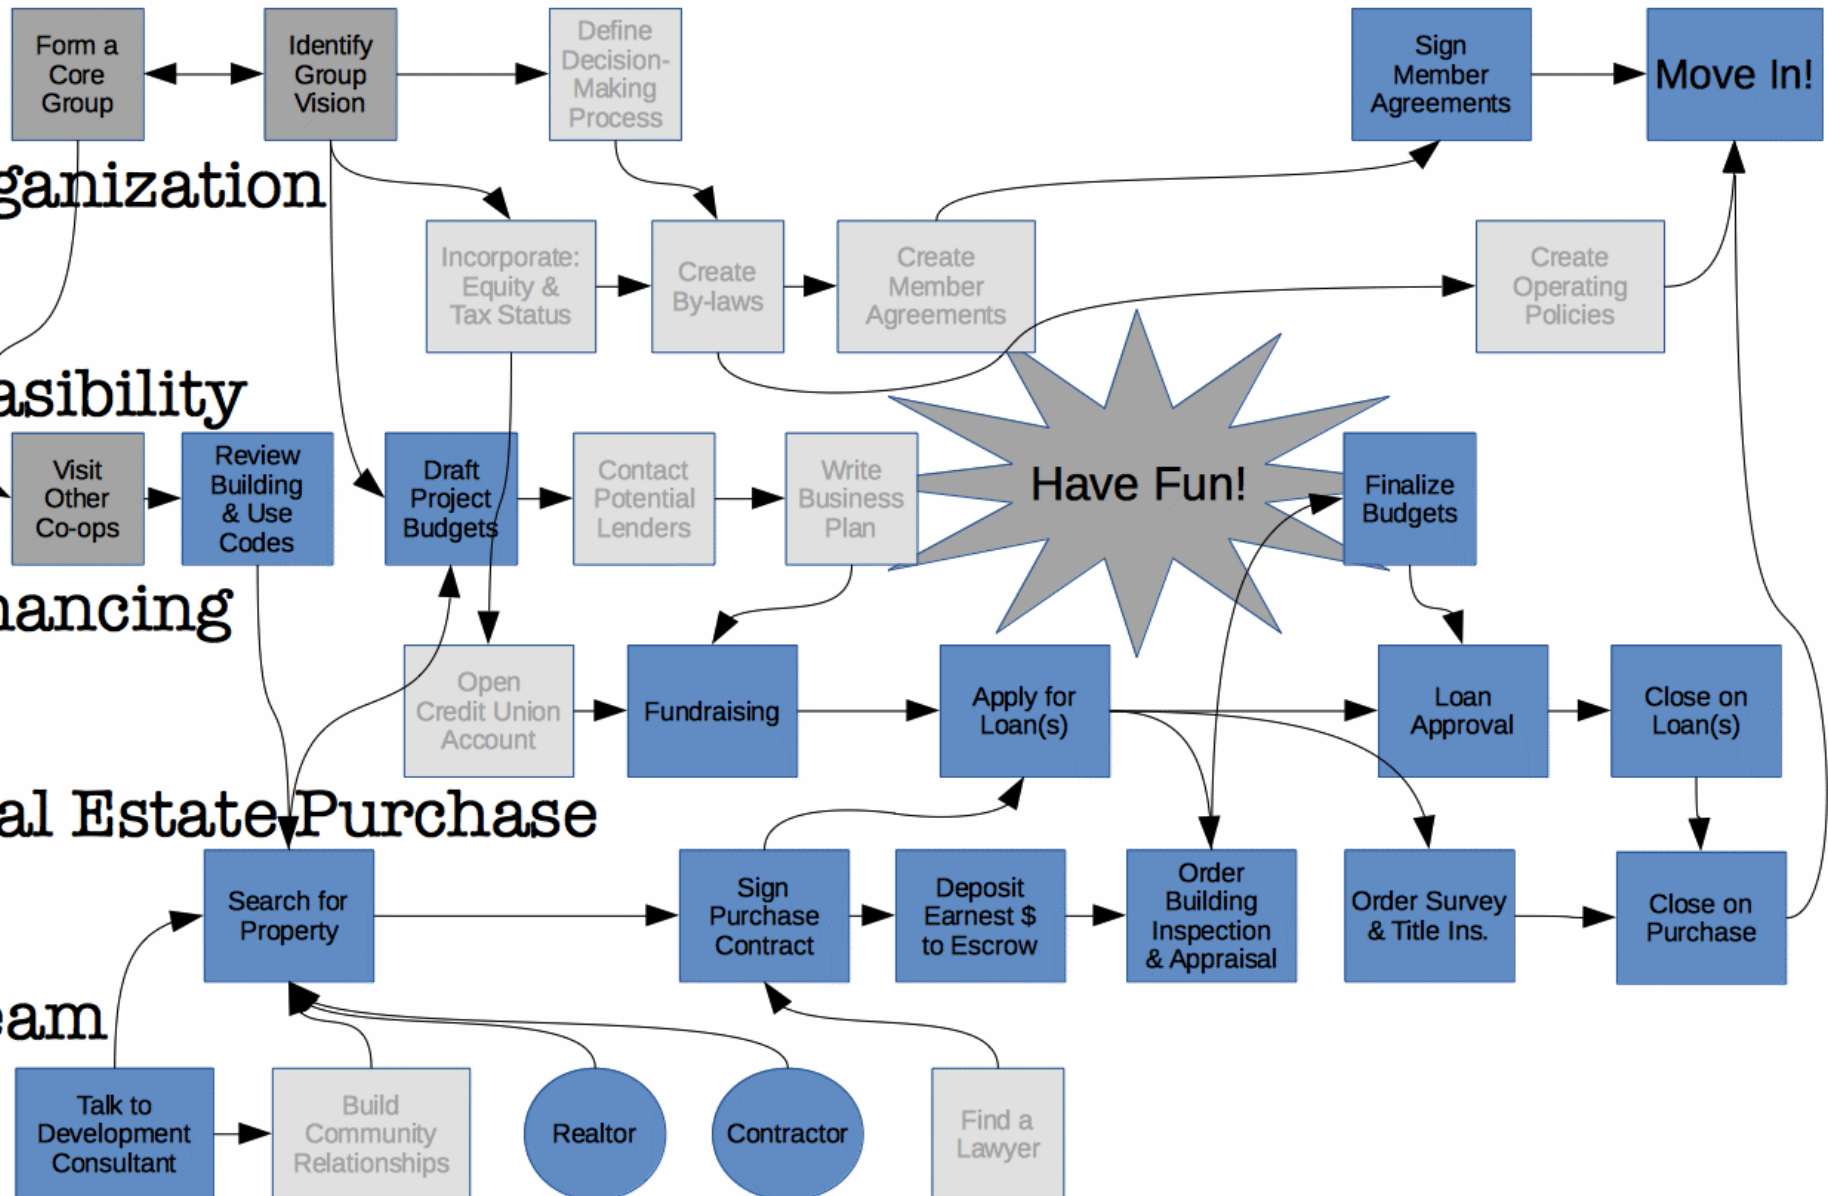 Form a
Core
Group
Identify
Group
Vision
Define
Decision-
Making
Process
Sign
Member
Agreements
Move In!
ganization
Incorporate:
Equity &
Tax Status
Create
By-laws
Create
Member
Agreements
Create
Operating
Policies
asibility
Visit
Other
Co-ops
Review
Building
& Use
Codes
Draft
Project
Budgets
Contact
Potential
Lenders
Write
Business
Plan
Have Fun!
Finalize
Budgets
nancing
Open
Credit Union
Account
Fundraising
Apply for
Loan(s)
Loan
Approval
Close on
Loan(s)
al Estate Purchase
Search for
Property
Sign
Purchase
Contract
Deposit
Earnest $
to Escrow
Order
Building
Inspection
& Appraisal
Order Survey
& Title Ins.
Close on
Purchase
eam
Talk to
Development
Consultant
Build
Community
Relationships
Realtor
Contractor
Find a
Lawyer